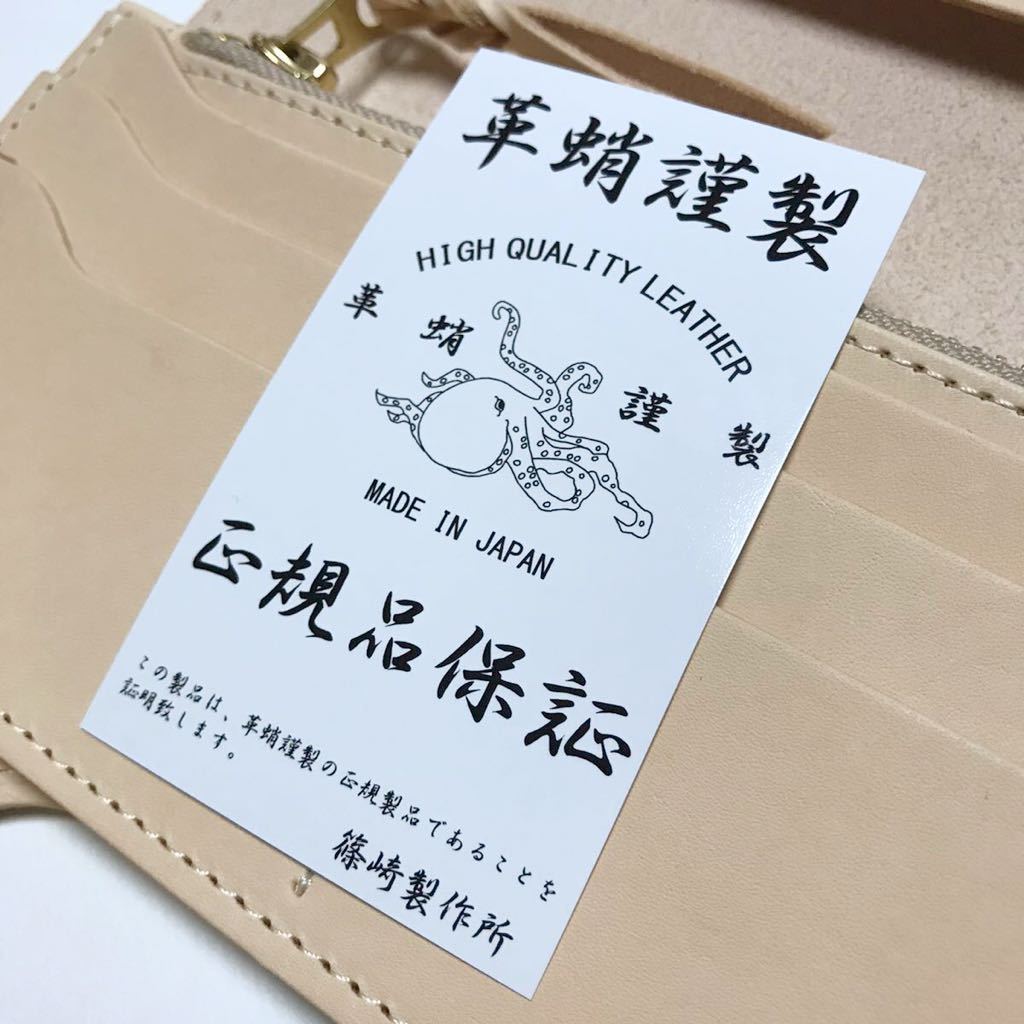 革蛸謹製
HIGH QUALITY LEATHER
革蛸謹製
MADE IN JAPAN
正規品保証
この製品は、革蛸謹製の正規製品であることを
証明致します。
篠崎製作所